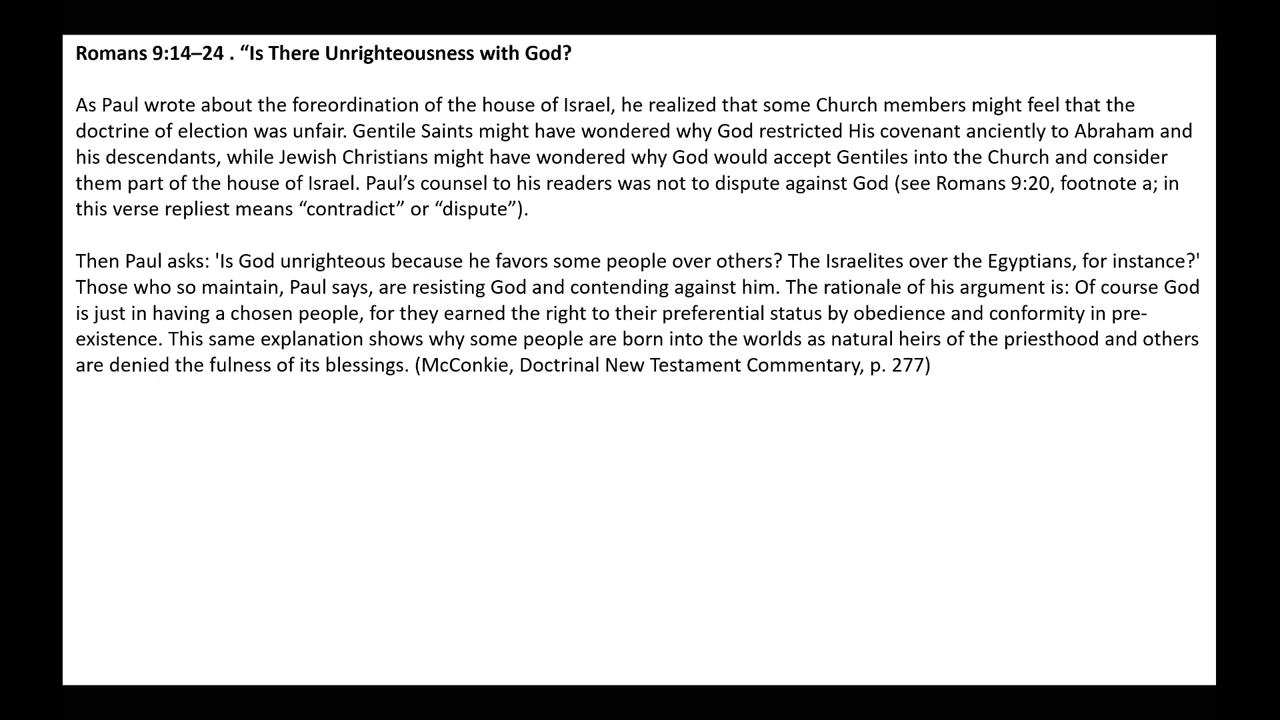 Romans 9:14–24 . “Is There Unrighteousness with God?
As Paul wrote about the foreordination of the house of Israel, he realized that some Church members might feel that the
doctrine of election was unfair. Gentile Saints might have wondered why God restricted His covenant anciently to Abraham and
his descendants, while Jewish Christians might have wondered why God would accept Gentiles into the Church and consider
them part of the house of Israel. Paul’s counsel to his readers was not to dispute against God (see Romans 9:20, footnote a; in
this verse repliest means “contradict” or “dispute”).
Then Paul asks: 'Is God unrighteous because he favors some people over others? The Israelites over the Egyptians, for instance?'
Those who so maintain, Paul says, are resisting God and contending against him. The rationale of his argument is: Of course God
is just in having a chosen people, for they earned the right to their preferential status by obedience and conformity in pre-
existence. This same explanation shows why some people are born into the worlds as natural heirs of the priesthood and others
are denied the fulness of its blessings. (McConkie, Doctrinal New Testament Commentary, p. 277)